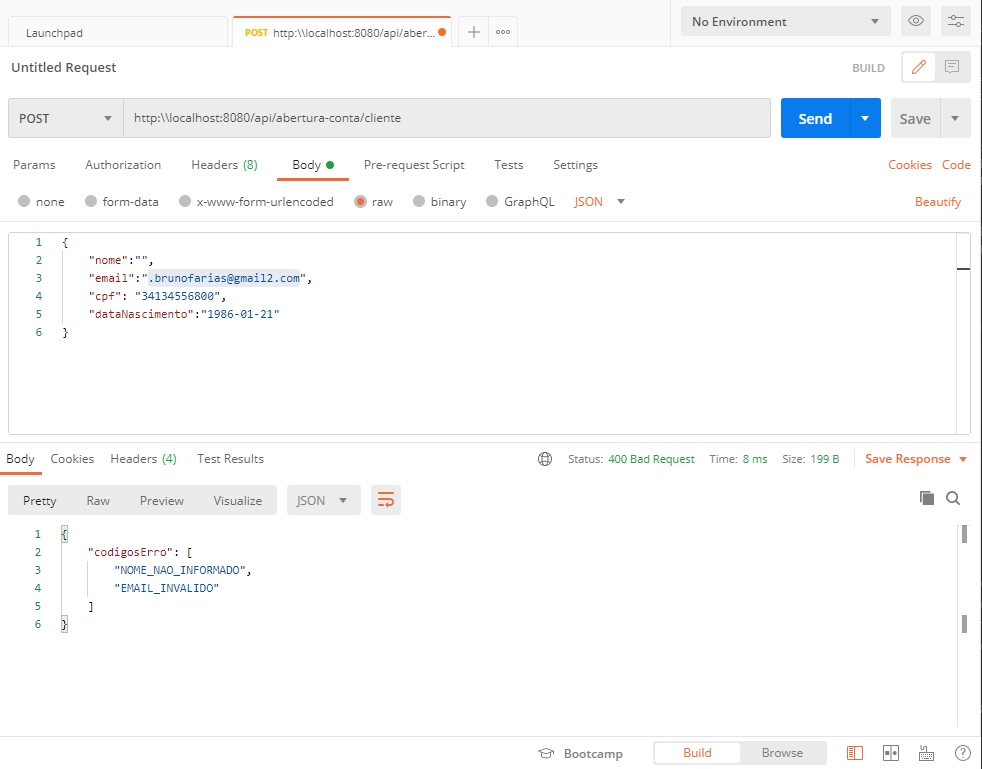 Launchpad
POST http:\\localhost:8080/api/aber...
No Environment
Untitled Request
BUILD
POST
http:\\localhost:8080/api/abertura-conta/cliente
Send
Save
Params Authorization Headers (8) Body Pre-request Script Tests Settings Cookies Code
none form-data x-www-form-urlencoded raw binary GraphQL JSON Beautify
1 {
2 "nome":"",
3 "email":".brunofarias@gmail2.com",
4 "cpf": "34134556800",
5 "dataNascimento":"1986-01-21"
6 }
Body Cookies Headers (4) Test Results Status: 400 Bad Request Time: 8 ms Size: 199 B Save Response
Pretty Raw Preview Visualize JSON
1 {
2 "codigosErro": [
3 "NOME_NAO_INFORMADO",
4 "EMAIL_INVALIDO"
5 ]
6 }
Bootcamp Build Browse ?